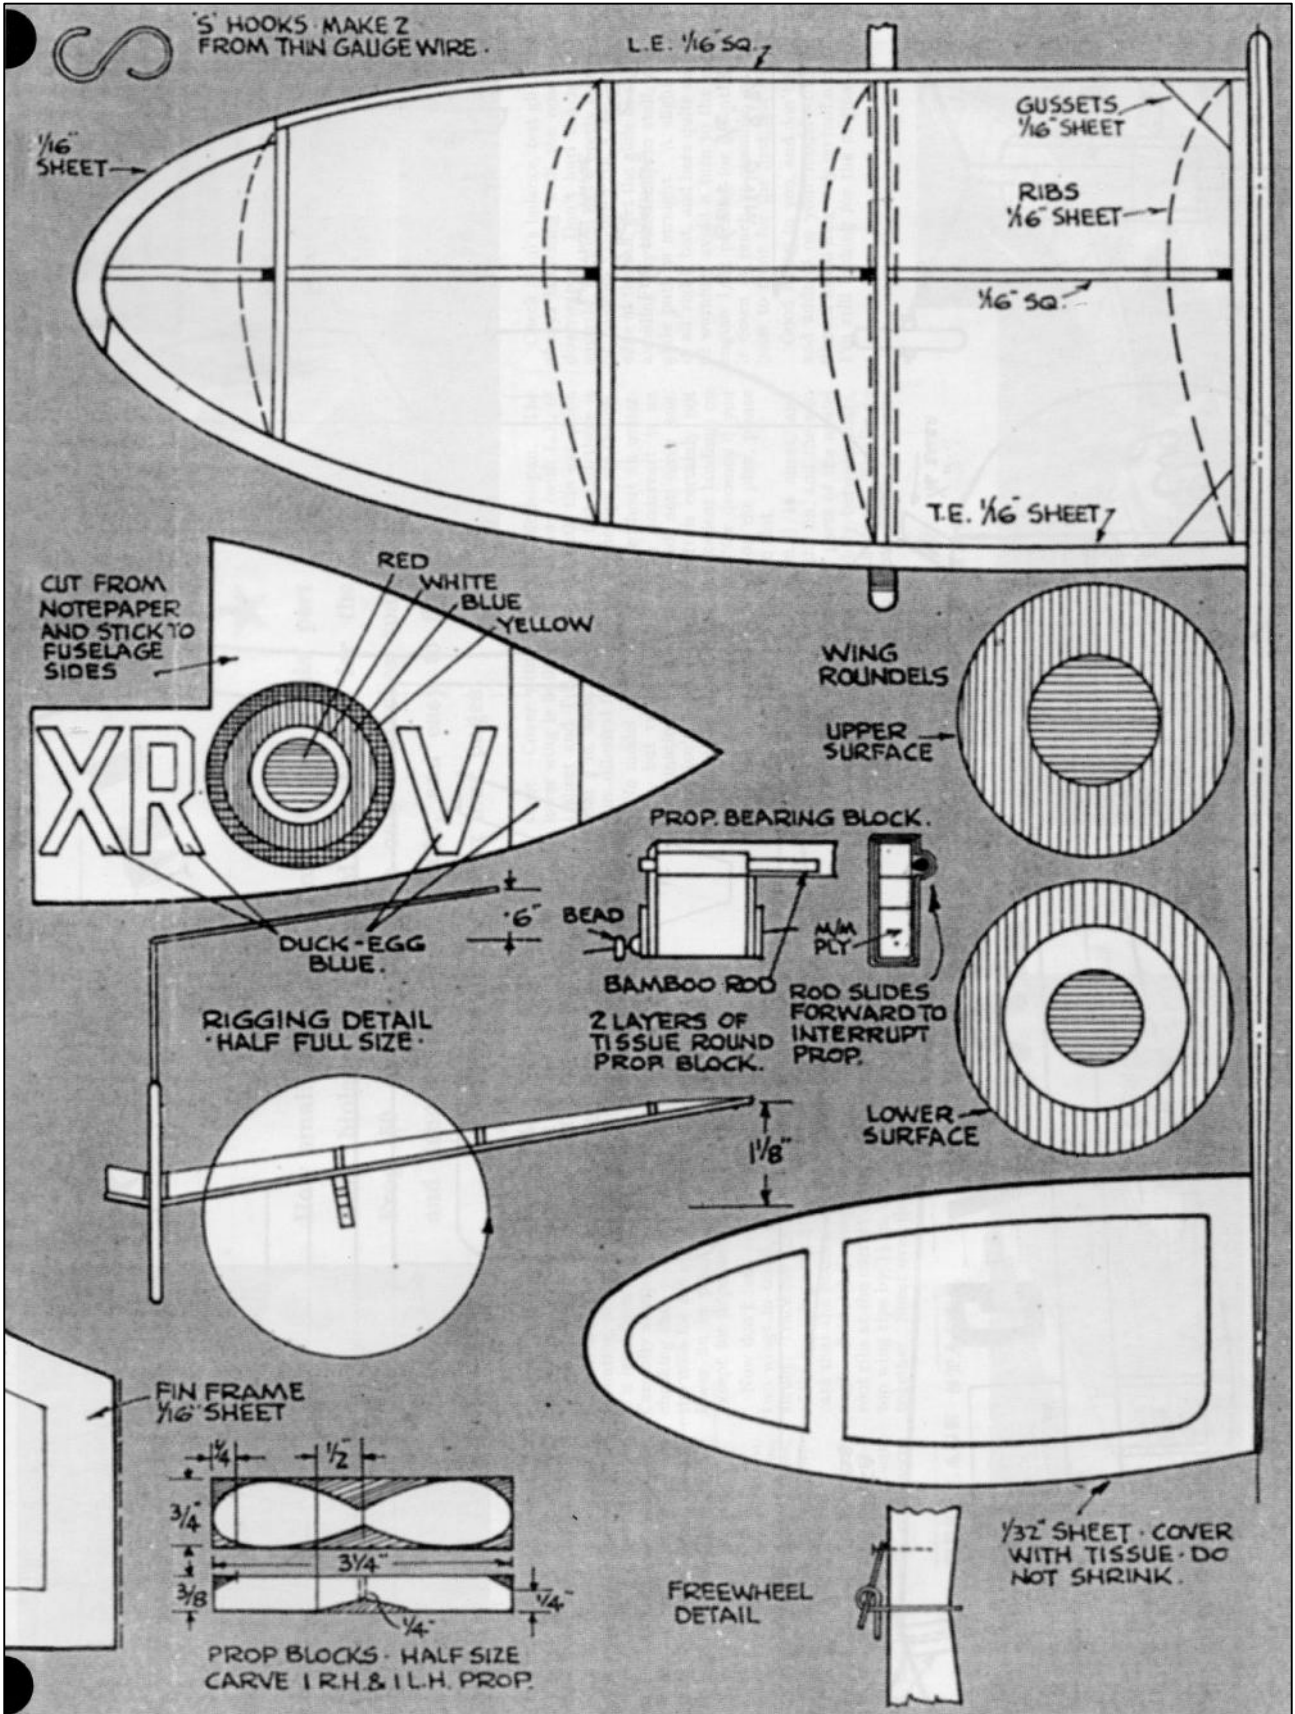 'S' HOOKS · MAKE 2
FROM THIN GAUGE WIRE ·
L.E. 1/16" SQ.
GUSSETS,
1/16" SHEET
1/16"
SHEET
RIBS
1/16" SHEET
1/16" SQ.
T.E. 1/16" SHEET
RED
WHITE
BLUE
YELLOW
CUT FROM
NOTEPAPER
AND STICK TO
FUSELAGE
SIDES
XR V
WING
ROUNDELS
UPPER
SURFACE
PROP. BEARING BLOCK.
·6"
BEAD
M/M
PLY
DUCK-EGG
BLUE.
BAMBOO ROD
ROD SLIDES
FORWARD TO
INTERRUPT
PROP.
2 LAYERS OF
TISSUE ROUND
PROP BLOCK.
RIGGING DETAIL
·HALF FULL SIZE·
LOWER
SURFACE
1 1/8"
FIN FRAME
1/16" SHEET
1/4"
1/2"
3/4"
3 1/4"
3/8
1/4"
1/4"
PROP BLOCKS · HALF SIZE
CARVE 1 R.H. & 1 L.H. PROP.
FREEWHEEL
DETAIL
1/32" SHEET · COVER
WITH TISSUE · DO
NOT SHRINK.